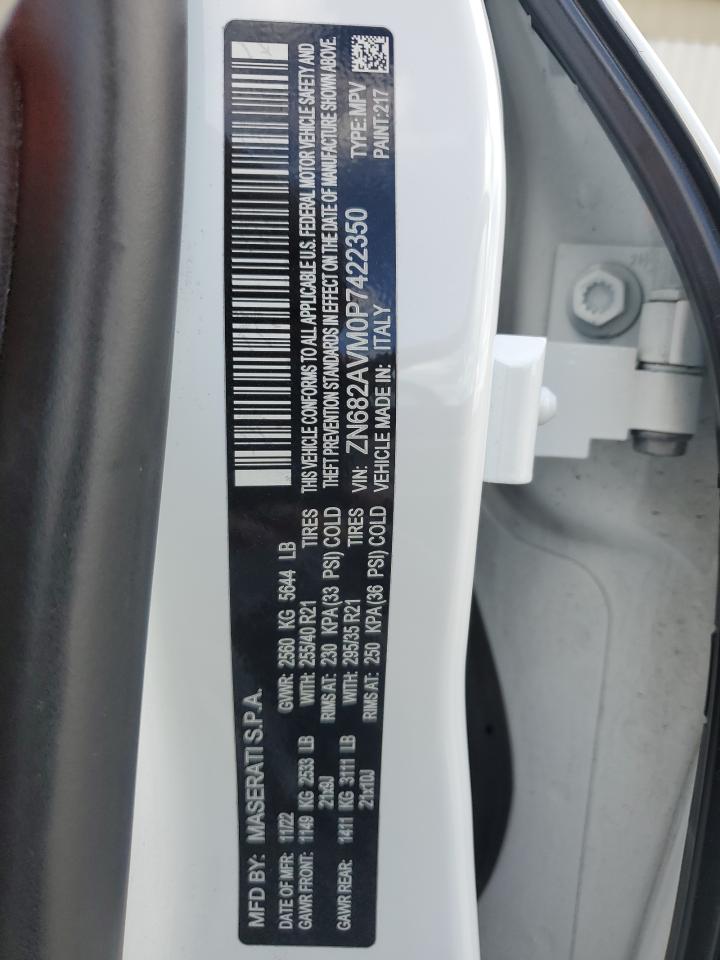 MFD BY: MASERATI S.P.A.
DATE OF MFR: 11/22 GVWR: 2560 KG 5644 LB
GAWR FRONT: 1149 KG 2533 LB WITH: 255/40 R21 TIRES
21x9J RIMS AT: 230 KPA (33 PSI) COLD
GAWR REAR: 1411 KG 3111 LB WITH: 295/35 R21 TIRES
21x10J RIMS AT: 250 KPA (36 PSI) COLD
THIS VEHICLE CONFORMS TO ALL APPLICABLE U.S. FEDERAL MOTOR VEHICLE SAFETY AND
THEFT PREVENTION STANDARDS IN EFFECT ON THE DATE OF MANUFACTURE SHOWN ABOVE.
VIN: ZN682AVM0P7422350 TYPE: MPV
VEHICLE MADE IN: ITALY PAINT: 217